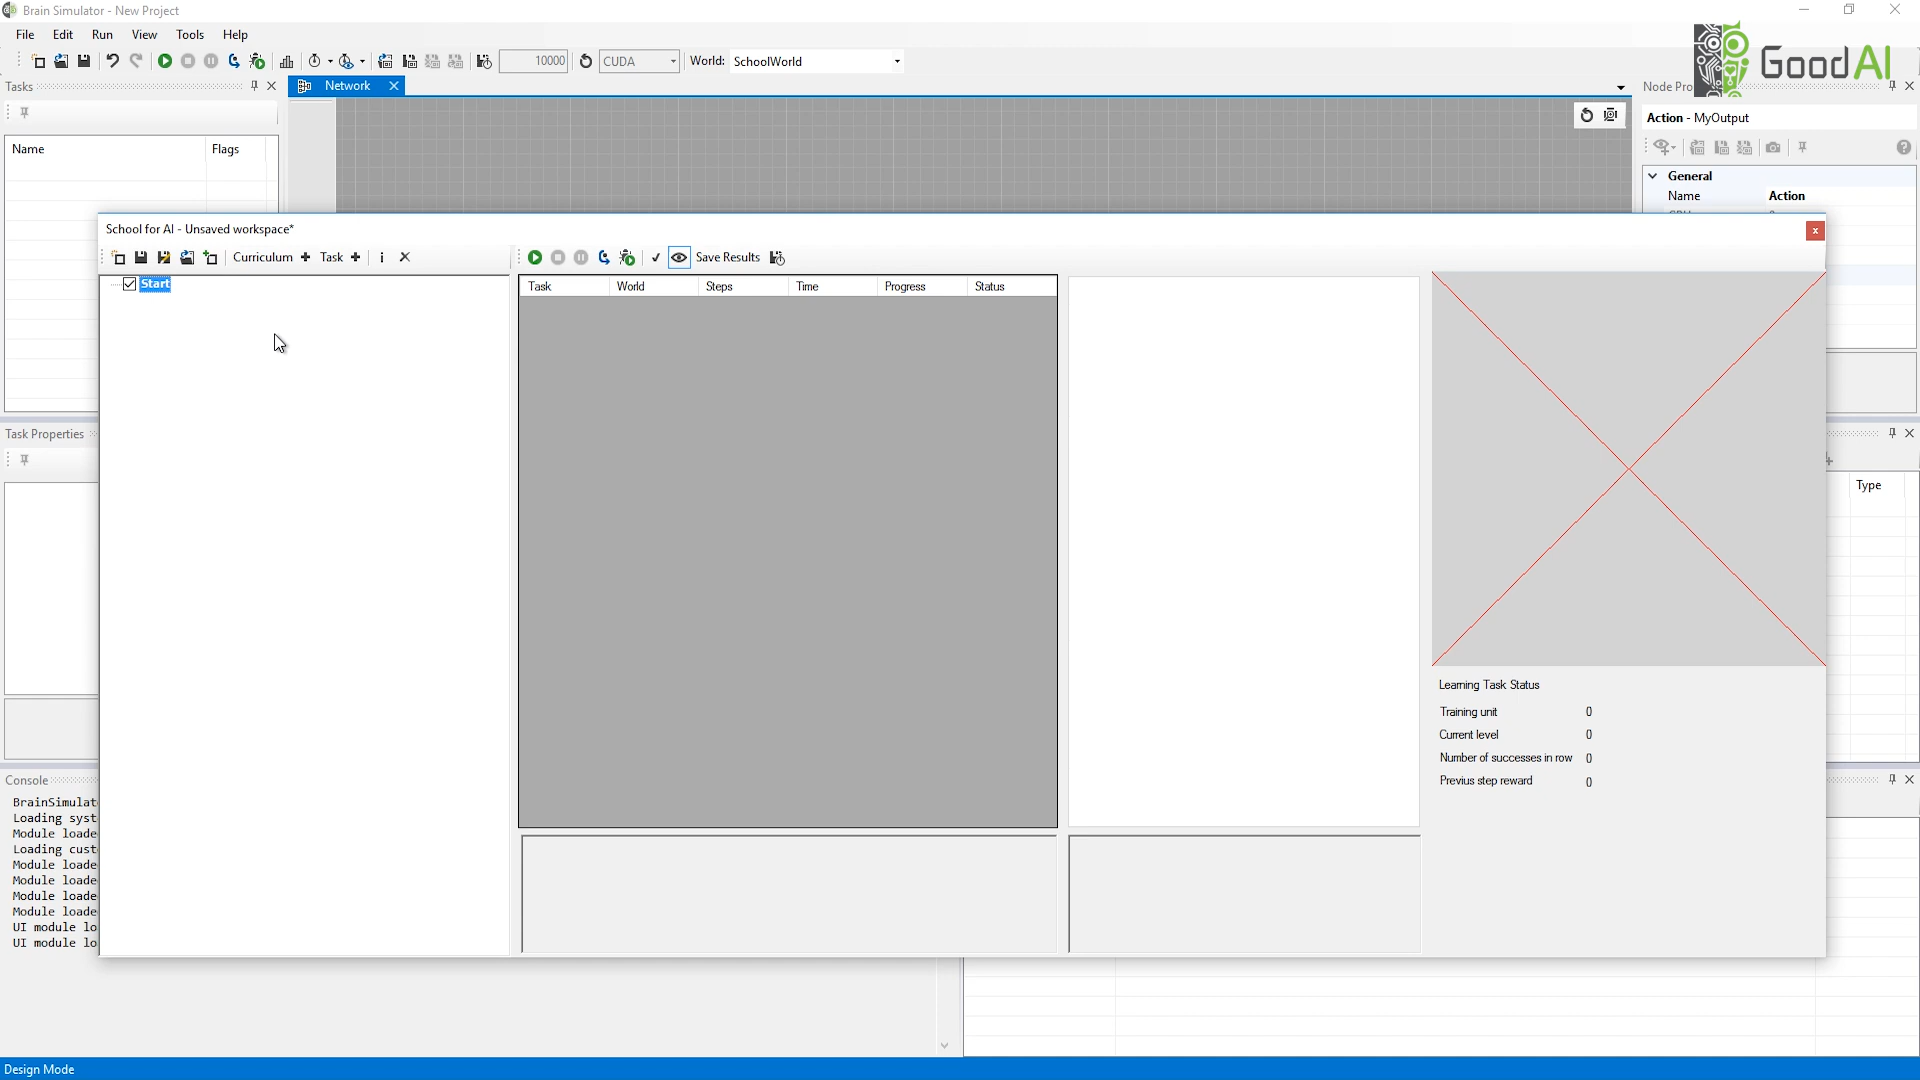 Brain Simulator - New Project
File Edit Run View Tools Help
10000 CUDA World: SchoolWorld
GoodAI
Tasks
Network
Node Pro
Action - MyOutput
Name Flags
General
Name Action
School for AI - Unsaved workspace*
Curriculum Task i Save Results
Start
Task World Steps Time Progress Status
Task Properties
Type
Learning Task Status
Training unit 0
Current level 0
Number of successes in row 0
Previus step reward 0
Console
BrainSimulat
Loading syst
Module loade
Loading cust
Module loade
Module loade
Module loade
Module loade
UI module lo
UI module lo
Design Mode